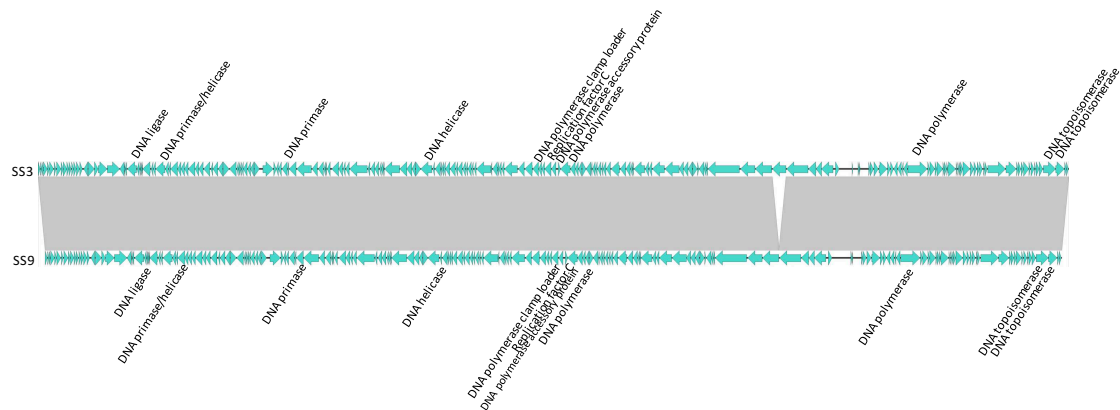 DNA ligase
DNA primase/helicase
DNA primase
DNA helicase
DNA polymerase clamp loader
Replication factor C
DNA polymerase accessory protein
DNA polymerase
DNA polymerase
DNA topoisomerase
DNA topoisomerase
SS3
SS9
DNA ligase
DNA primase/helicase
DNA primase
DNA helicase
DNA polymerase clamp loader
Replication factor C
DNA polymerase accessory protein
DNA polymerase
DNA polymerase
DNA topoisomerase
DNA topoisomerase